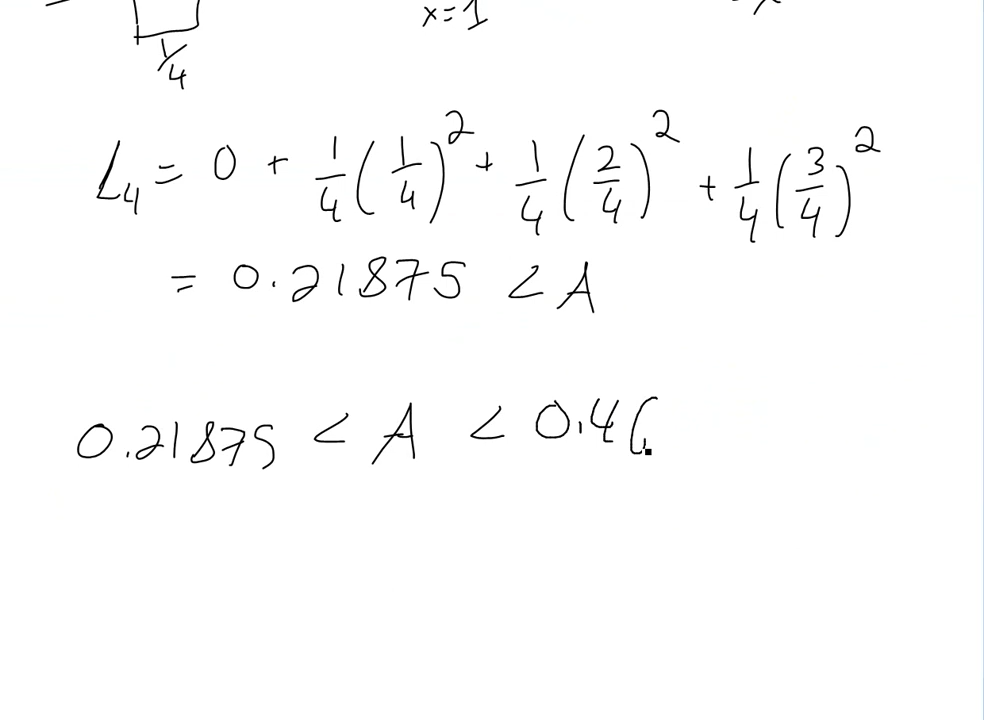 1/4
x=1
L₄ = 0 + 1/4(1/4)² + 1/4(2/4)² + 1/4(3/4)²
= 0.21875 < A
0.21875 < A < 0.46